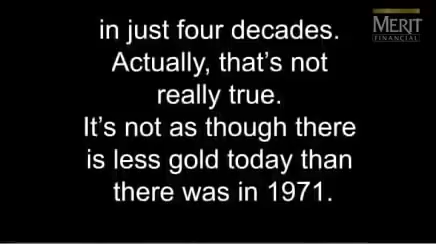 MERIT
FINANCIAL
in just four decades.
Actually, that’s not
really true.
It’s not as though there
is less gold today than
there was in 1971.